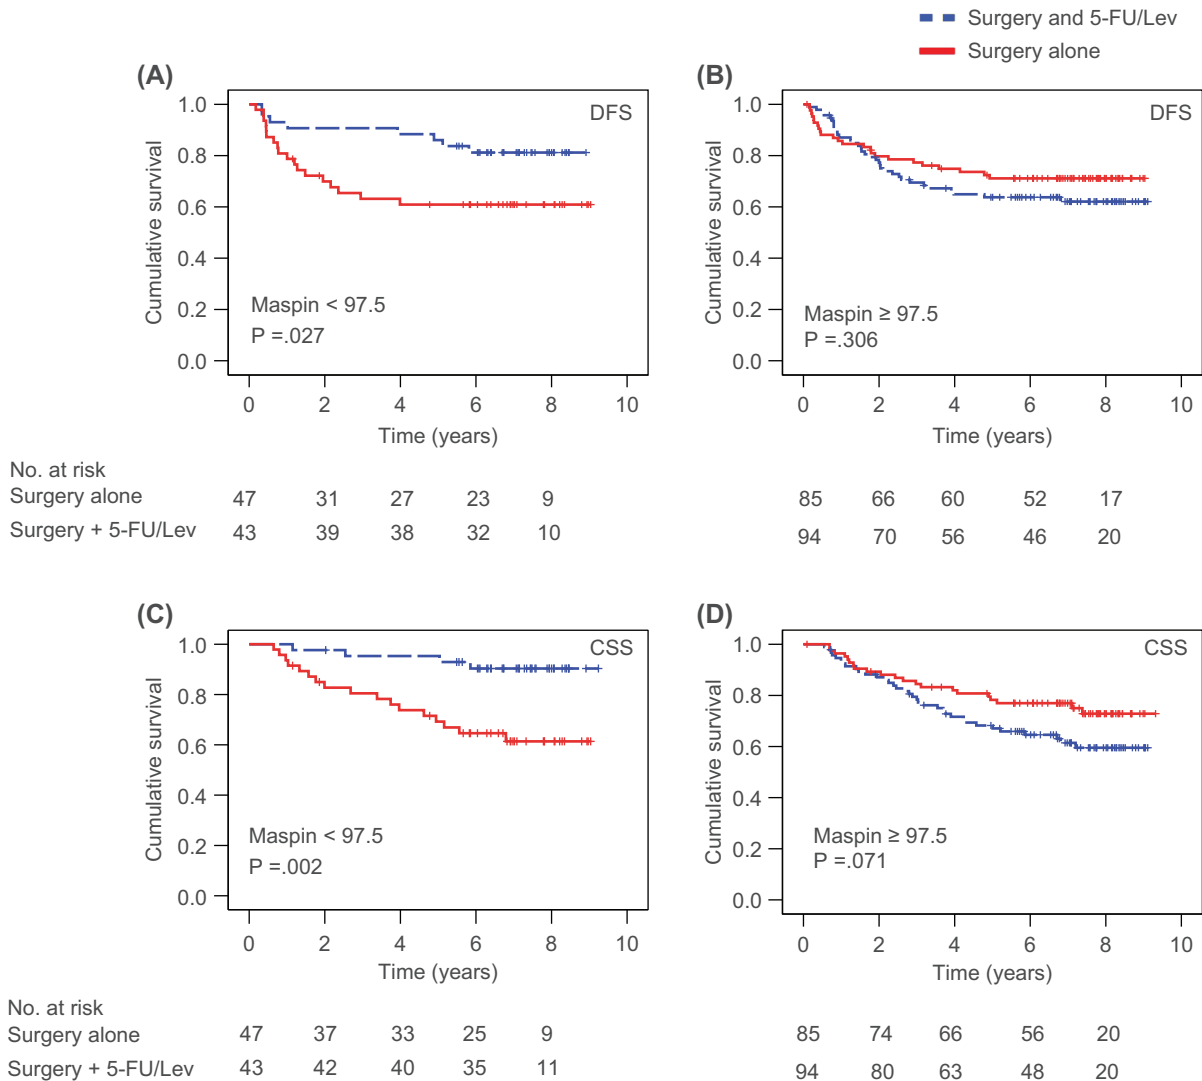 Surgery and 5-FU/Lev
Surgery alone
(A)
DFS
Cumulative survival
1.0
0.8
0.6
0.4
0.2
0.0
Maspin < 97.5
P =.027
0 2 4 6 8 10
Time (years)
(B)
DFS
Cumulative survival
1.0
0.8
0.6
0.4
0.2
0.0
Maspin ≥ 97.5
P =.306
0 2 4 6 8 10
Time (years)
No. at risk
Surgery alone 47 31 27 23 9 85 66 60 52 17
Surgery + 5-FU/Lev 43 39 38 32 10 94 70 56 46 20
(C)
CSS
Cumulative survival
1.0
0.8
0.6
0.4
0.2
0.0
Maspin < 97.5
P =.002
0 2 4 6 8 10
Time (years)
(D)
CSS
Cumulative survival
1.0
0.8
0.6
0.4
0.2
0.0
Maspin ≥ 97.5
P =.071
0 2 4 6 8 10
Time (years)
No. at risk
Surgery alone 47 37 33 25 9 85 74 66 56 20
Surgery + 5-FU/Lev 43 42 40 35 11 94 80 63 48 20